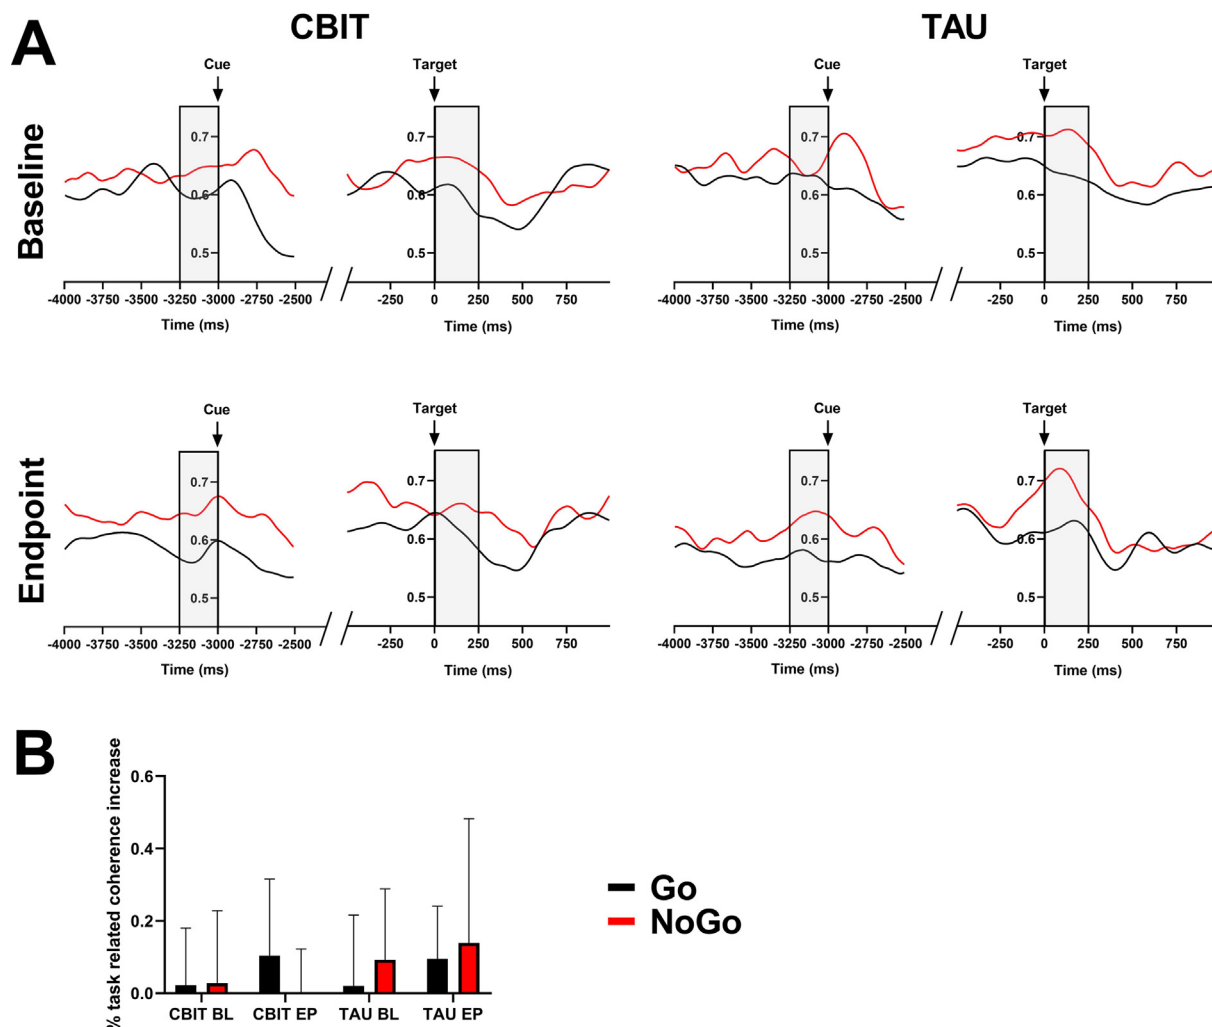 A
CBIT
TAU
Baseline
Cue
Target
Cue
Target
0.7
0.6
0.5
0.7
0.6
0.5
0.7
0.6
0.5
0.7
0.6
0.5
-4000 -3750 -3500 -3250 -3000 -2750 -2500
-250 0 250 500 750
-4000 -3750 -3500 -3250 -3000 -2750 -2500
-250 0 250 500 750
Time (ms)
Time (ms)
Time (ms)
Time (ms)
Endpoint
Cue
Target
Cue
Target
0.7
0.6
0.5
0.7
0.6
0.5
0.7
0.6
0.5
0.7
0.6
0.5
-4000 -3750 -3500 -3250 -3000 -2750 -2500
-250 0 250 500 750
-4000 -3750 -3500 -3250 -3000 -2750 -2500
-250 0 250 500 750
Time (ms)
Time (ms)
Time (ms)
Time (ms)
B
% task related coherence increase
0.6
0.4
0.2
0.0
CBIT BL CBIT EP TAU BL TAU EP
Go
NoGo